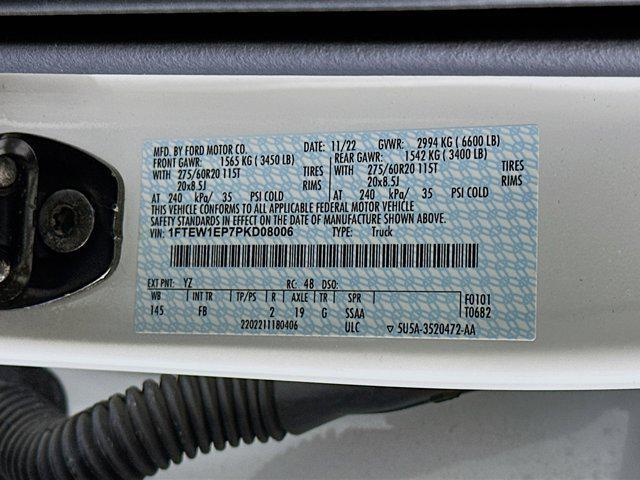 MFD. BY FORD MOTOR CO. DATE: 11/22 GVWR: 2994 KG ( 6600 LB)
FRONT GAWR: 1565 KG ( 3450 LB) REAR GAWR: 1542 KG ( 3400 LB)
WITH 275/60R20 115T TIRES WITH 275/60R20 115T TIRES
20x8.5J RIMS 20x8.5J RIMS
AT 240 kPa/ 35 PSI COLD AT 240 kPa/ 35 PSI COLD
THIS VEHICLE CONFORMS TO ALL APPLICABLE FEDERAL MOTOR VEHICLE
SAFETY STANDARDS IN EFFECT ON THE DATE OF MANUFACTURE SHOWN ABOVE.
VIN: 1FTEW1EP7PKD08006 TYPE: Truck
EXT PNT: YZ RC: 48 DSO:
WB INT TR TP/PS R AXLE TR SPR F0101
145 FB 2 19 G SSAA T0682
2202211180406 ULC ▽ 5U5A-3520472-AA